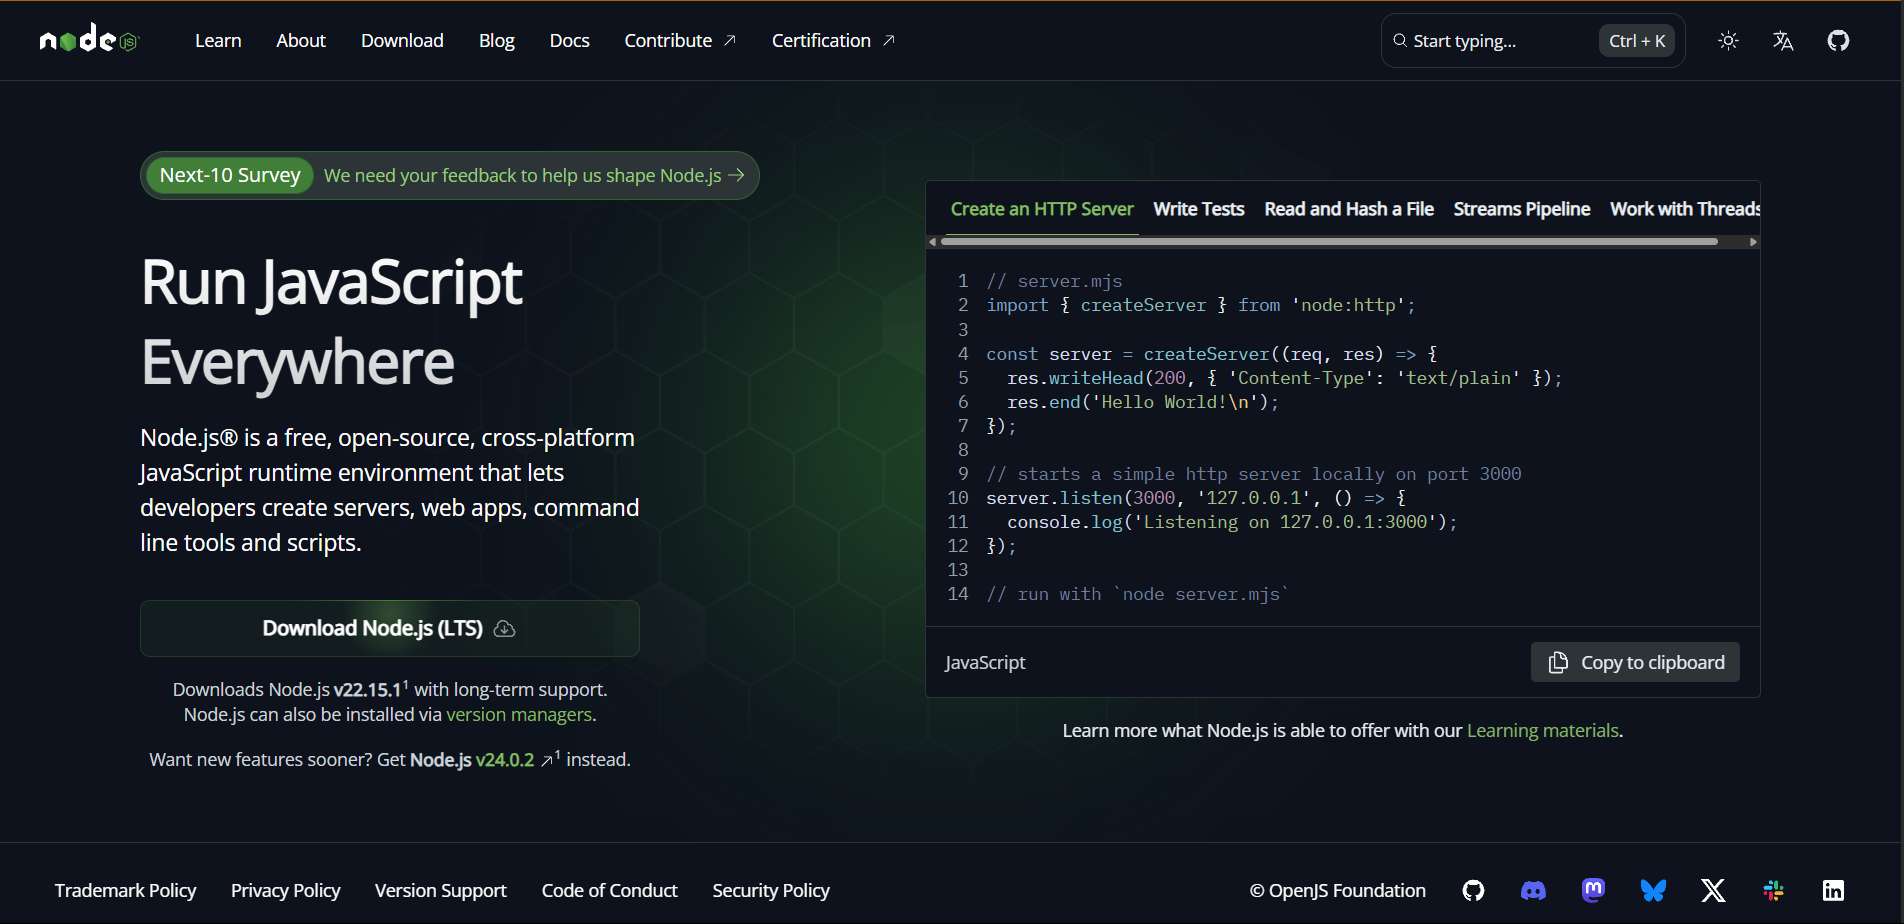 node JS
Learn
About
Download
Blog
Docs
Contribute ↗
Certification ↗
Start typing...
Ctrl + K
Next-10 Survey
We need your feedback to help us shape Node.js →
Run JavaScript
Everywhere
Node.js® is a free, open-source, cross-platform
JavaScript runtime environment that lets
developers create servers, web apps, command
line tools and scripts.
Download Node.js (LTS)
Downloads Node.js v22.15.1¹ with long-term support.
Node.js can also be installed via version managers.
Want new features sooner? Get Node.js v24.0.2 ↗¹ instead.
Create an HTTP Server
Write Tests
Read and Hash a File
Streams Pipeline
Work with Threads
1 // server.mjs
2 import { createServer } from 'node:http';
3
4 const server = createServer((req, res) => {
5   res.writeHead(200, { 'Content-Type': 'text/plain' });
6   res.end('Hello World!\n');
7 });
8
9 // starts a simple http server locally on port 3000
10 server.listen(3000, '127.0.0.1', () => {
11   console.log('Listening on 127.0.0.1:3000');
12 });
13
14 // run with `node server.mjs`
JavaScript
Copy to clipboard
Learn more what Node.js is able to offer with our Learning materials.
Trademark Policy
Privacy Policy
Version Support
Code of Conduct
Security Policy
© OpenJS Foundation